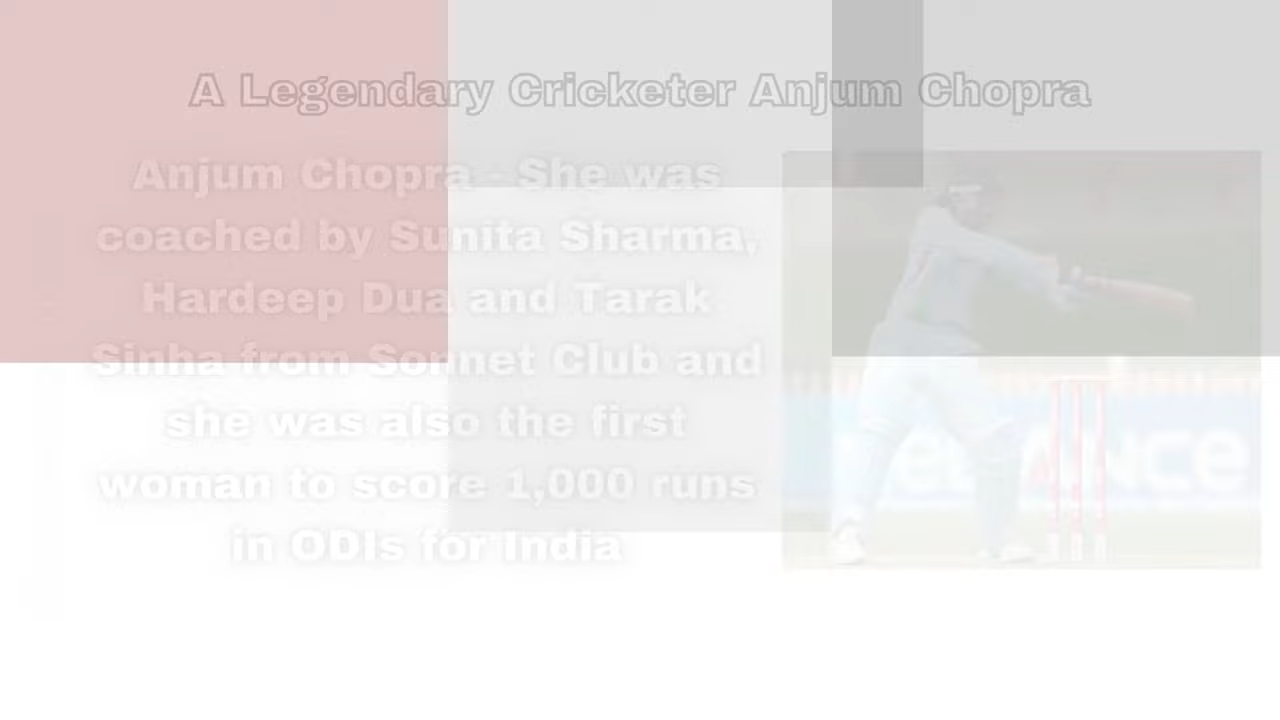 A Legendary Cricketer Anjum Chopra
Anjum Chopra - She was
coached by Sunita Sharma,
Hardeep Dua and Tarak
Sinha from Sonnet Club and
she was also the first
woman to score 1,000 runs
in ODIs for India
RELIANCE